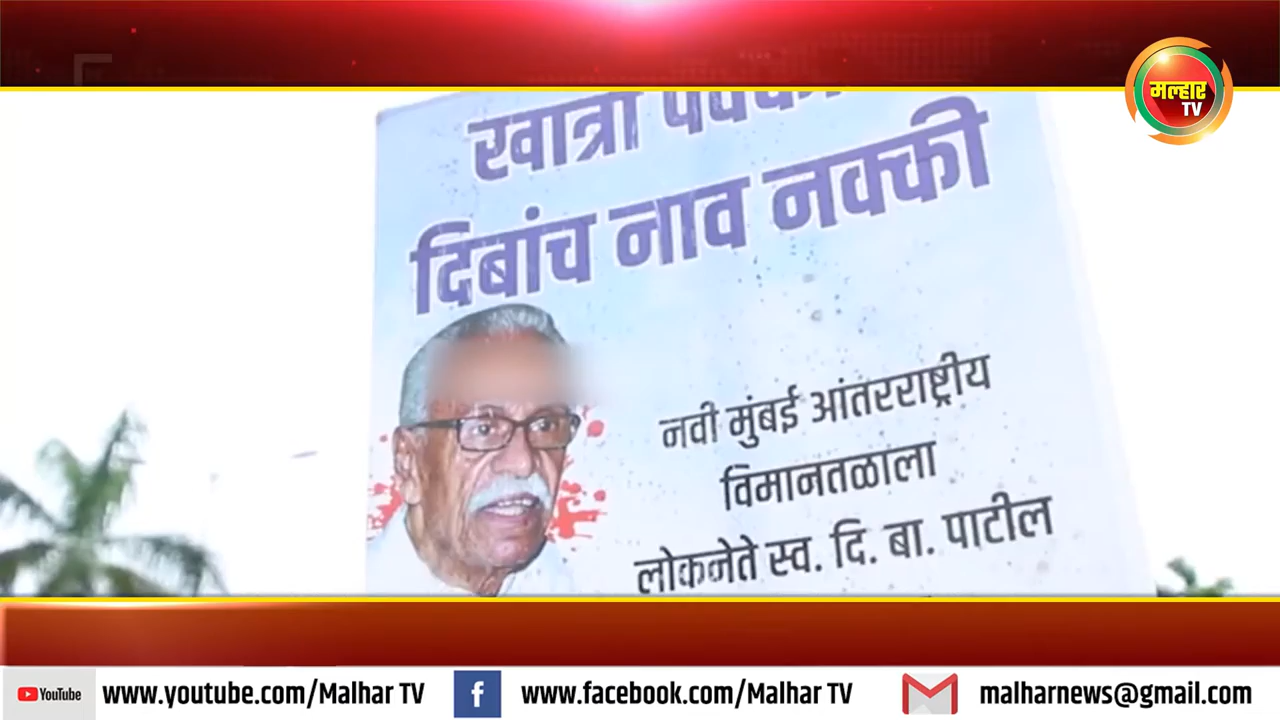 मल्हार
TV
खात्री
दिबांच नाव नक्की
नवी मुंबई आंतरराष्ट्रीय
विमानतळाला
लोकनेते स्व. दि. बा. पाटील
YouTube www.youtube.com/Malhar TV www.facebook.com/Malhar TV malharnews@gmail.com